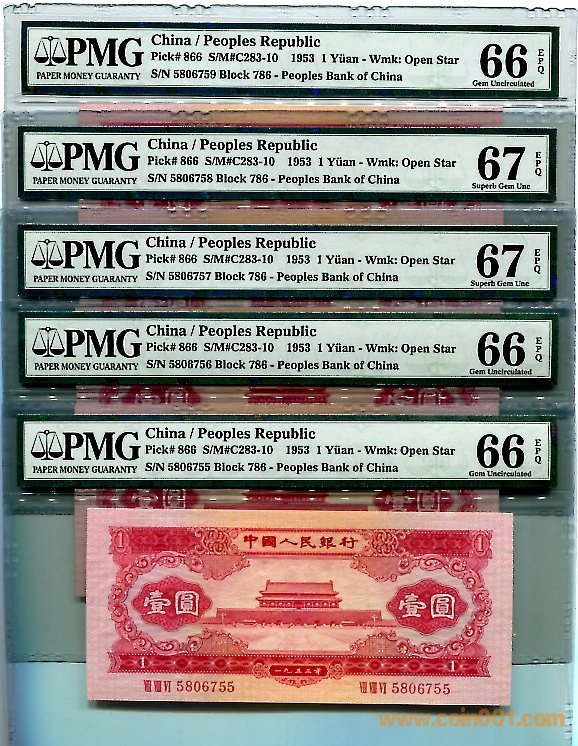 PMG
PAPER MONEY GUARANTY
China / Peoples Republic
Pick# 866 S/M#C283-10 1953 1 Yüan - Wmk: Open Star
S/N 5806759 Block 786 - Peoples Bank of China
66 EPQ
Gem Uncirculated
PMG
PAPER MONEY GUARANTY
China / Peoples Republic
Pick# 866 S/M#C283-10 1953 1 Yüan - Wmk: Open Star
S/N 5806758 Block 786 - Peoples Bank of China
67 EPQ
Superb Gem Unc
PMG
PAPER MONEY GUARANTY
China / Peoples Republic
Pick# 866 S/M#C283-10 1953 1 Yüan - Wmk: Open Star
S/N 5806757 Block 786 - Peoples Bank of China
67 EPQ
Superb Gem Unc
PMG
PAPER MONEY GUARANTY
China / Peoples Republic
Pick# 866 S/M#C283-10 1953 1 Yüan - Wmk: Open Star
S/N 5806756 Block 786 - Peoples Bank of China
66 EPQ
Gem Uncirculated
PMG
PAPER MONEY GUARANTY
China / Peoples Republic
Pick# 866 S/M#C283-10 1953 1 Yüan - Wmk: Open Star
S/N 5806755 Block 786 - Peoples Bank of China
66 EPQ
Gem Uncirculated
1 中國人民銀行 1
壹圓 壹圓
1 一九五三年 1
VII VIII VI 5806755 VII VIII VI 5806755
www.coin001.com